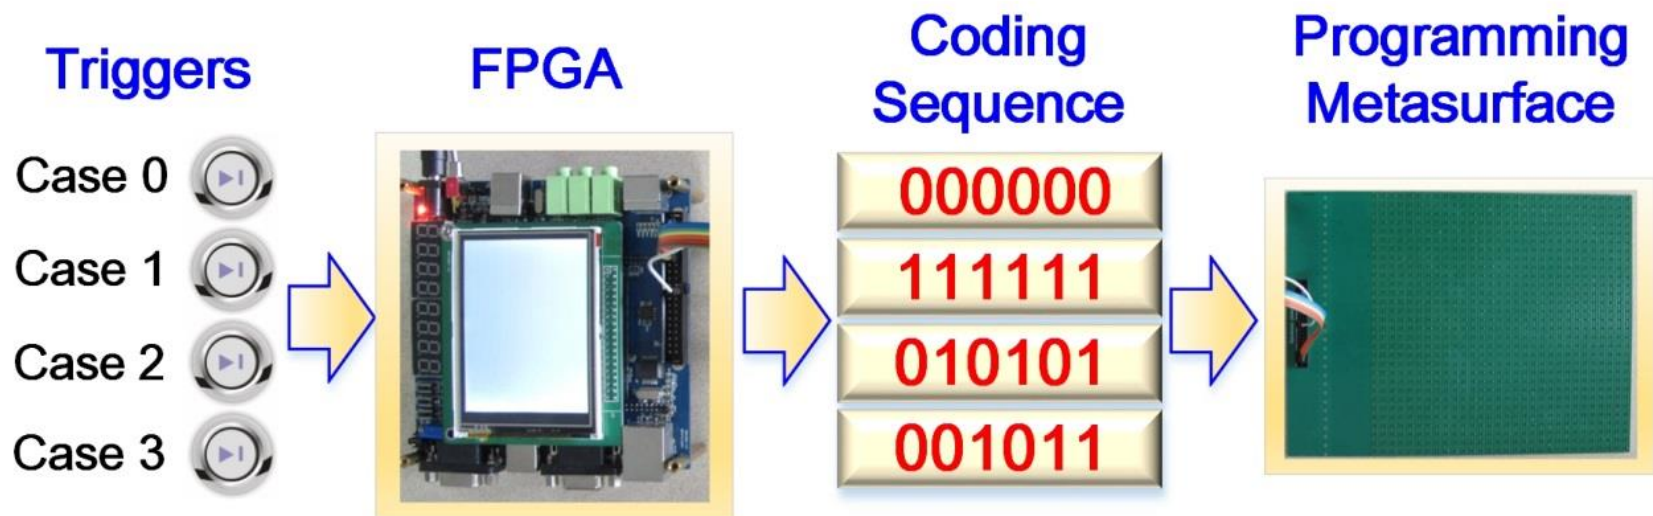 Triggers
FPGA
Coding
Sequence
Programming
Metasurface
Case 0
Case 1
Case 2
Case 3
000000
111111
010101
001011